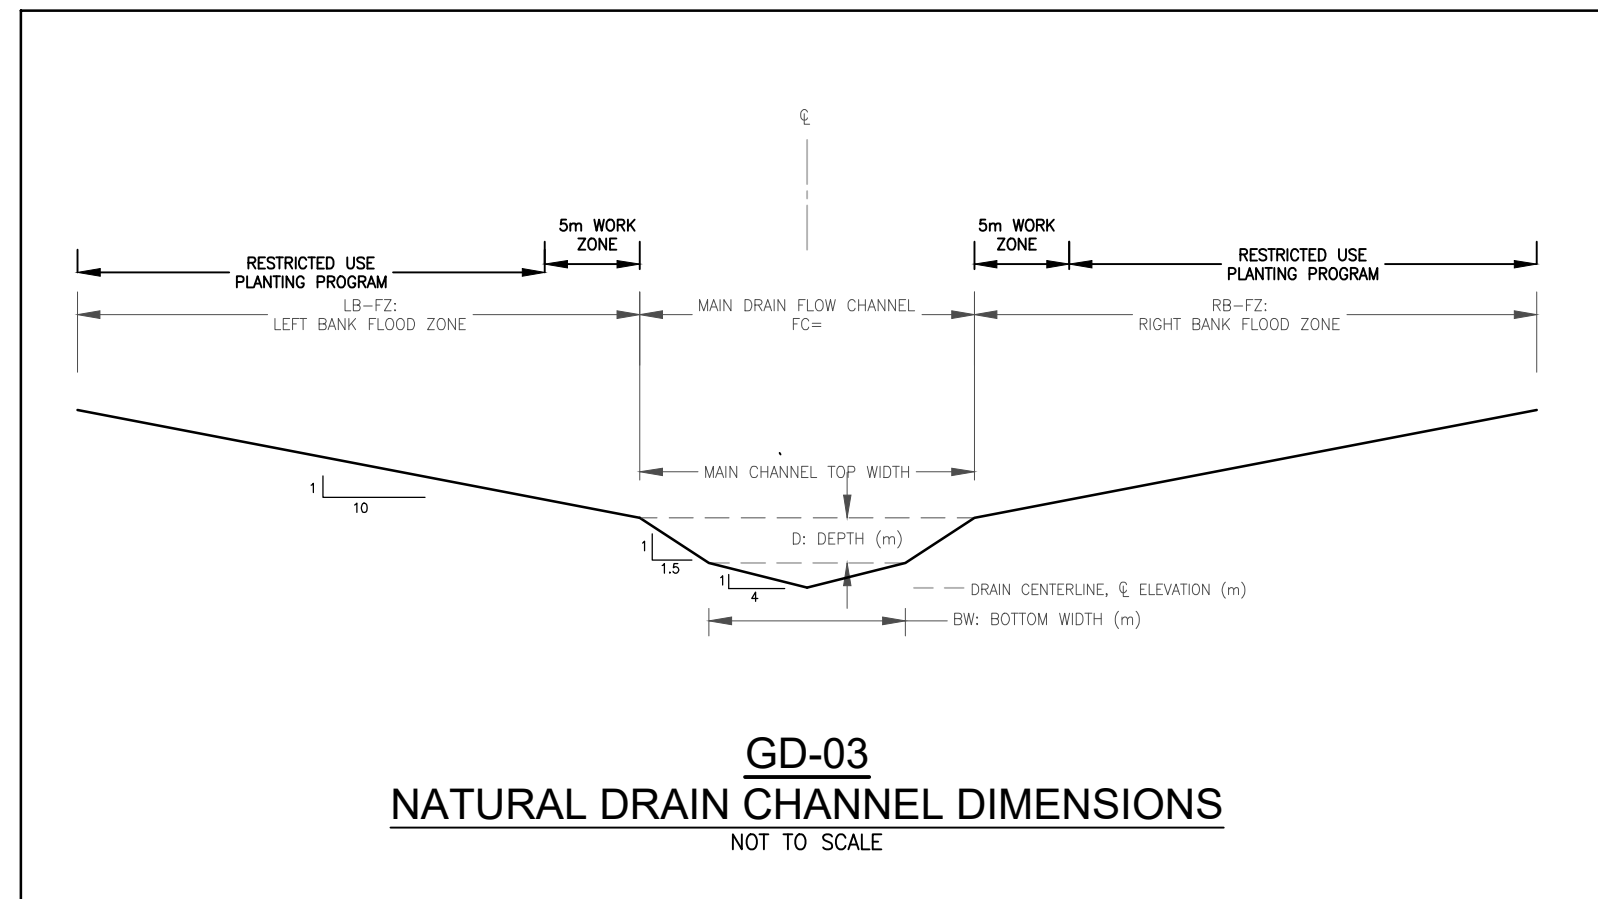 ℄
5m WORK
ZONE
5m WORK
ZONE
RESTRICTED USE
PLANTING PROGRAM
RESTRICTED USE
PLANTING PROGRAM
LB-FZ:
LEFT BANK FLOOD ZONE
MAIN DRAIN FLOW CHANNEL
FC=
RB-FZ:
RIGHT BANK FLOOD ZONE
MAIN CHANNEL TOP WIDTH
1
10
D: DEPTH (m)
1
1.5
1
4
DRAIN CENTERLINE, ℄ ELEVATION (m)
BW: BOTTOM WIDTH (m)
GD-03
NATURAL DRAIN CHANNEL DIMENSIONS
NOT TO SCALE